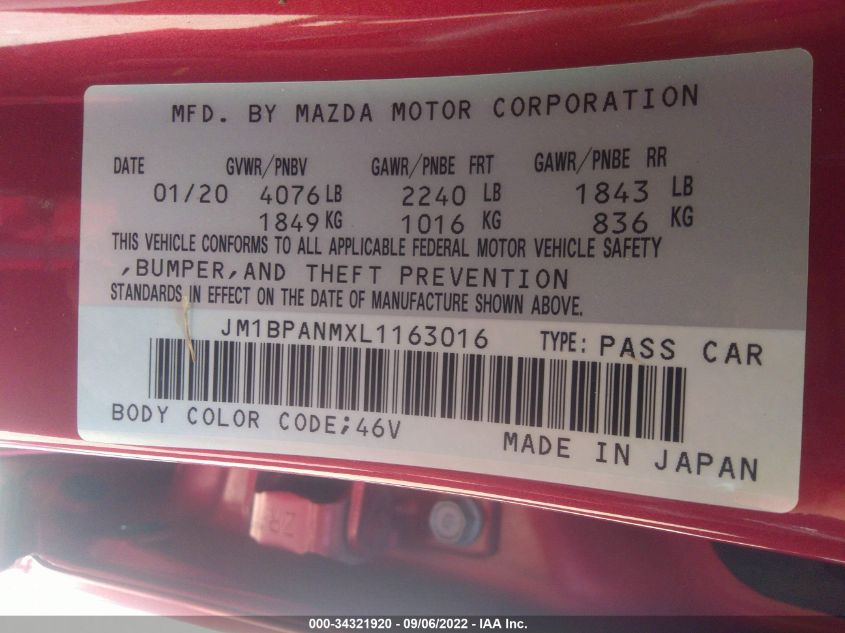 MFD. BY MAZDA MOTOR CORPORATION
DATE GVWR/PNBV GAWR/PNBE FRT GAWR/PNBE RR
01/20 4076 LB 2240 LB 1843 LB
1849 KG 1016 KG 836 KG
THIS VEHICLE CONFORMS TO ALL APPLICABLE FEDERAL MOTOR VEHICLE SAFETY
,BUMPER,AND THEFT PREVENTION
STANDARDS IN EFFECT ON THE DATE OF MANUFACTURE SHOWN ABOVE.
JM1BPANMXL1163016 TYPE: PASS CAR
BODY COLOR CODE;46V
MADE IN JAPAN
000-34321920 - 09/06/2022 - IAA Inc.